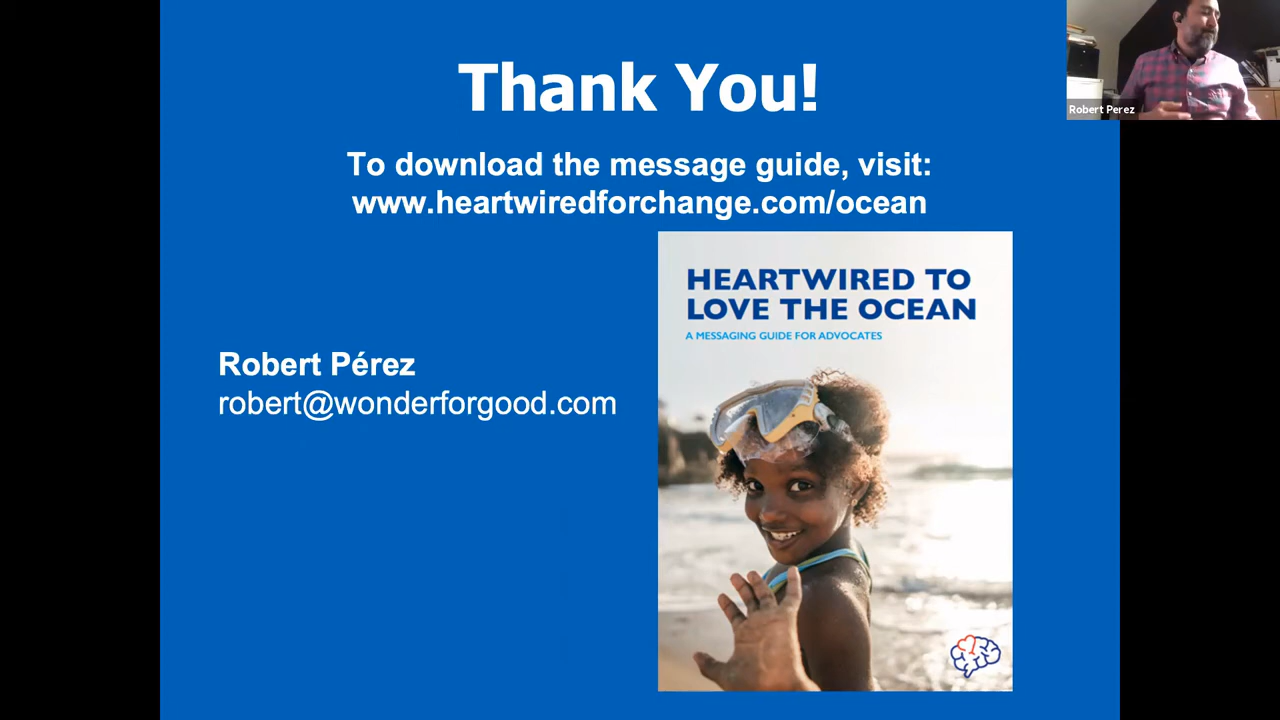 Thank You!
To download the message guide, visit:
www.heartwiredforchange.com/ocean
Robert Pérez
robert@wonderforgood.com
HEARTWIRED TO
LOVE THE OCEAN
A MESSAGING GUIDE FOR ADVOCATES
Robert Perez